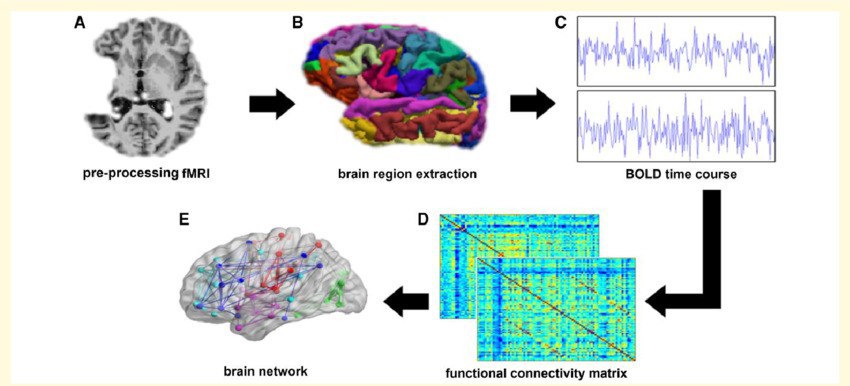 A
B
C
pre-processing fMRI
brain region extraction
BOLD time course
E
D
brain network
functional connectivity matrix